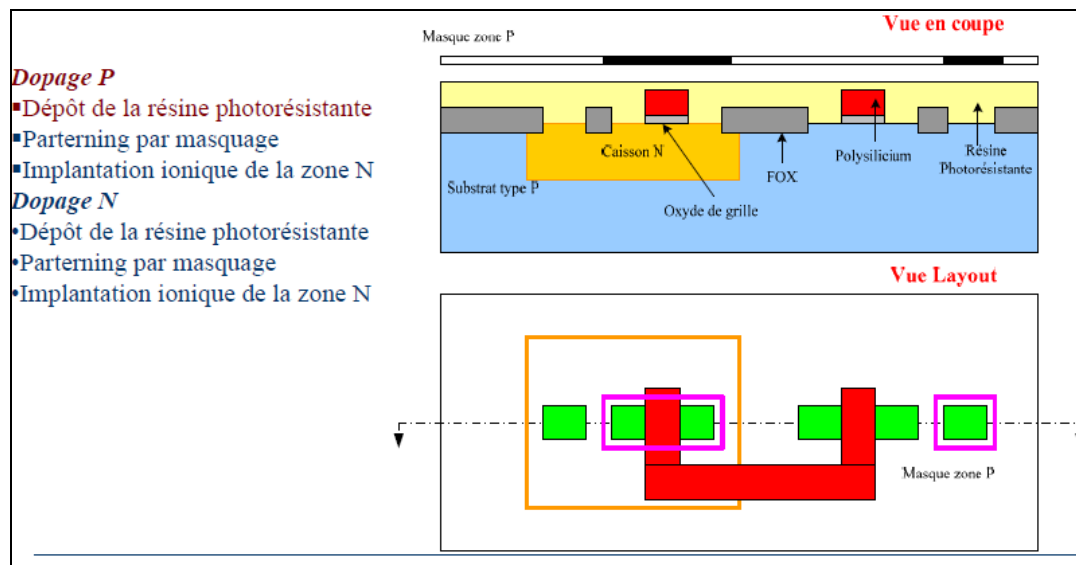 Dopage P
▪Dépôt de la résine photorésistante
▪Parterning par masquage
▪Implantation ionique de la zone N
Dopage N
•Dépôt de la résine photorésistante
•Parterning par masquage
•Implantation ionique de la zone N
Vue en coupe
Masque zone P
Caisson N
Polysilicium
Résine
Photorésistante
FOX
Substrat type P
Oxyde de grille
Vue Layout
Masque zone P